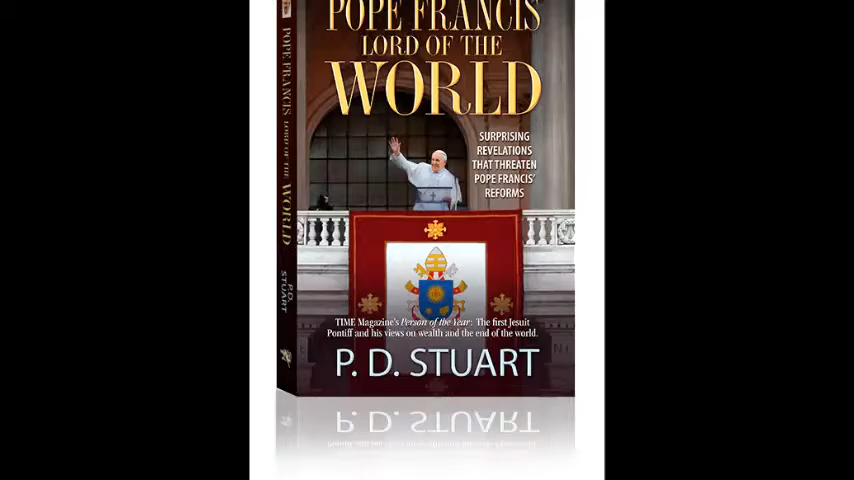 POPE FRANCIS
LORD OF THE
WORLD
SURPRISING
REVELATIONS
THAT THREATEN
POPE FRANCIS'
REFORMS
TIME Magazine's Person of the Year: The first Jesuit
Pontiff and his views on wealth and the end of the world.
P. D. STUART
POPE FRANCIS LORD OF THE WORLD
P. D.
STUART